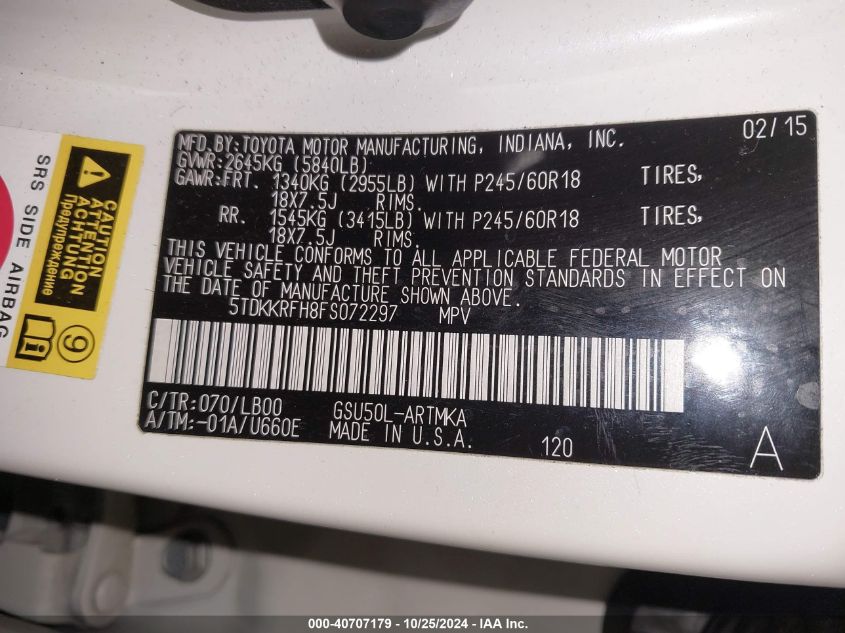 MFD.BY:TOYOTA MOTOR MANUFACTURING, INDIANA, INC. 02/15
GVWR:2645KG (5840LB)
GAWR:FRT. 1340KG (2955LB) WITH P245/60R18 TIRES,
18X7.5J RIMS.
RR. 1545KG (3415LB) WITH P245/60R18 TIRES,
18X7.5J RIMS.
THIS VEHICLE CONFORMS TO ALL APPLICABLE FEDERAL MOTOR
VEHICLE SAFETY AND THEFT PREVENTION STANDARDS IN EFFECT ON
THE DATE OF MANUFACTURE SHOWN ABOVE.
5TDKKRFH8FS072297 MPV
C/TR:070/LB00 GSU50L-ARTMKA
A/TM:-01A/U660E MADE IN U.S.A. 120 A
SRS SIDE AIRBAG
CAUTION
ATTENTION
ACHTUNG
Предупреждение
9
000-40707179 - 10/25/2024 - IAA Inc.